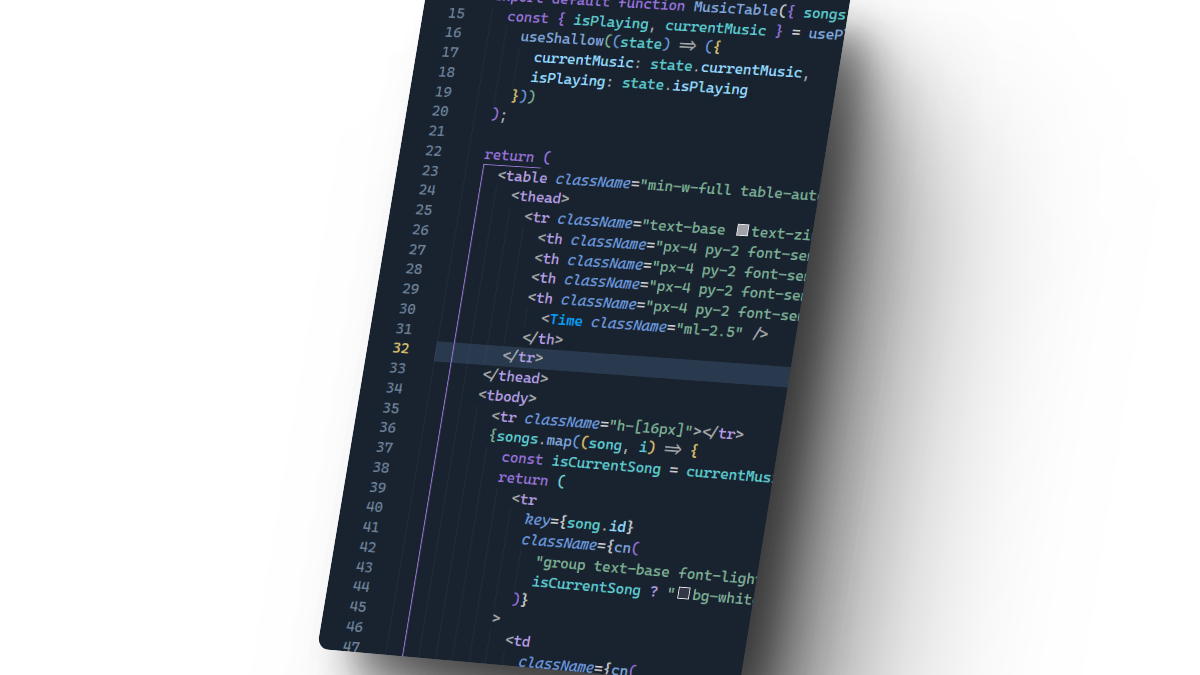 export default function MusicTable({ songs
15 const { isPlaying, currentMusic } = useP
16 useShallow((state) => ({
17 currentMusic: state.currentMusic,
18 isPlaying: state.isPlaying
19 }))
20 );
21
22 return (
23 <table className="min-w-full table-aut
24 <thead>
25 <tr className="text-base text-zi
26 <th className="px-4 py-2 font-sem
27 <th className="px-4 py-2 font-sem
28 <th className="px-4 py-2 font-sem
29 <th className="px-4 py-2 font-sem
30 <Time className="ml-2.5" />
31 </th>
32 </tr>
33 </thead>
34 <tbody>
35 <tr className="h-[16px]"></tr>
36 {songs.map((song, i) => {
37 const isCurrentSong = currentMus
38 return (
39 <tr
40 key={song.id}
41 className={cn(
42 "group text-base font-light
43 isCurrentSong ? "bg-white
44 )}
45 >
46 <td
47 className={cn(